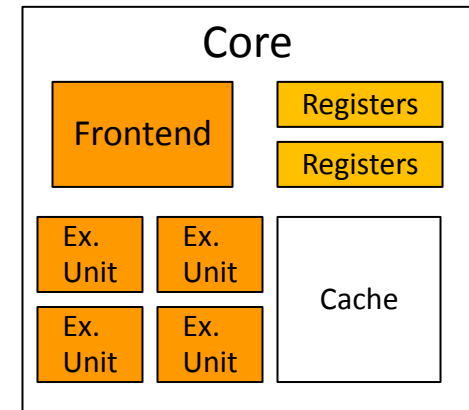 Core
Frontend
Registers
Registers
Ex.
Unit
Ex.
Unit
Cache
Ex.
Unit
Ex.
Unit